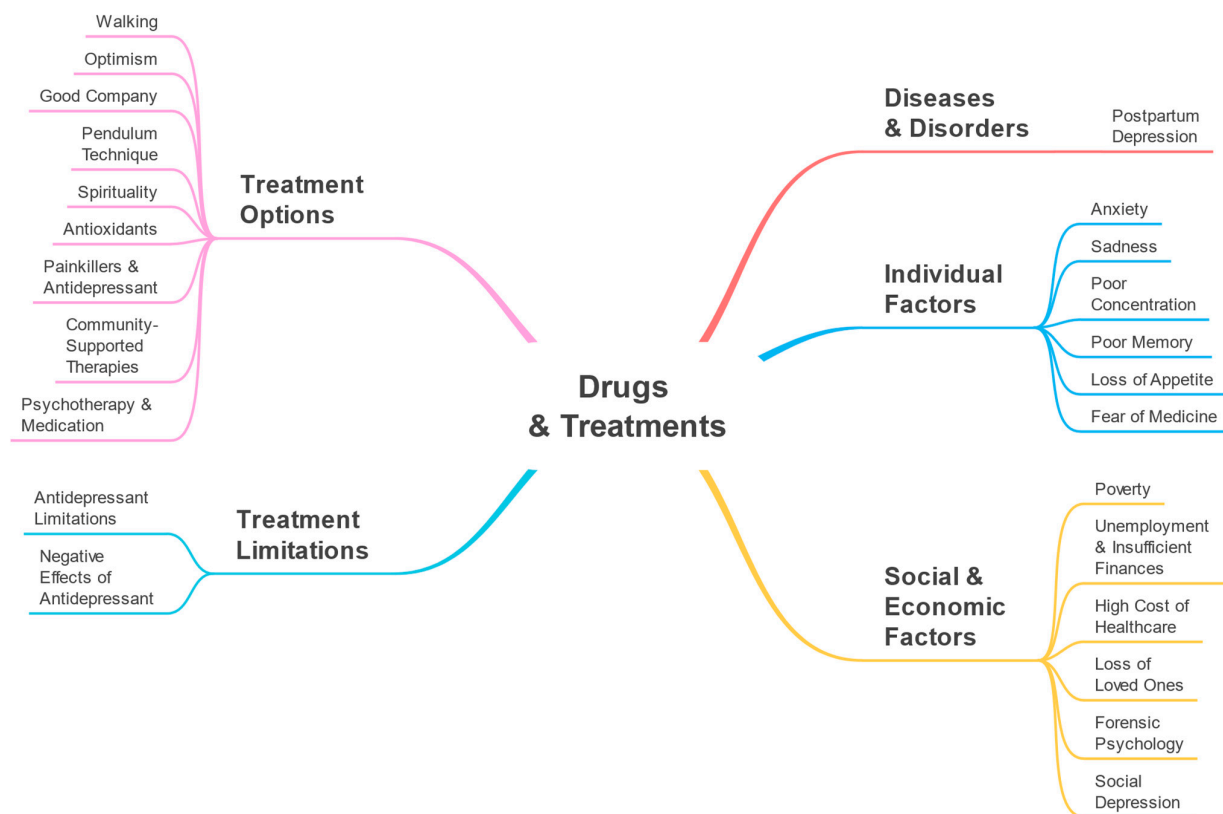 Walking
Optimism
Good Company
Pendulum
Technique
Spirituality
Antioxidants
Painkillers &
Antidepressant
Community-
Supported
Therapies
Psychotherapy &
Medication
Treatment
Options
Antidepressant
Limitations
Negative
Effects of
Antidepressant
Treatment
Limitations
Drugs
& Treatments
Diseases
& Disorders
Postpartum
Depression
Individual
Factors
Anxiety
Sadness
Poor
Concentration
Poor Memory
Loss of Appetite
Fear of Medicine
Social &
Economic
Factors
Poverty
Unemployment
& Insufficient
Finances
High Cost of
Healthcare
Loss of
Loved Ones
Forensic
Psychology
Social
Depression